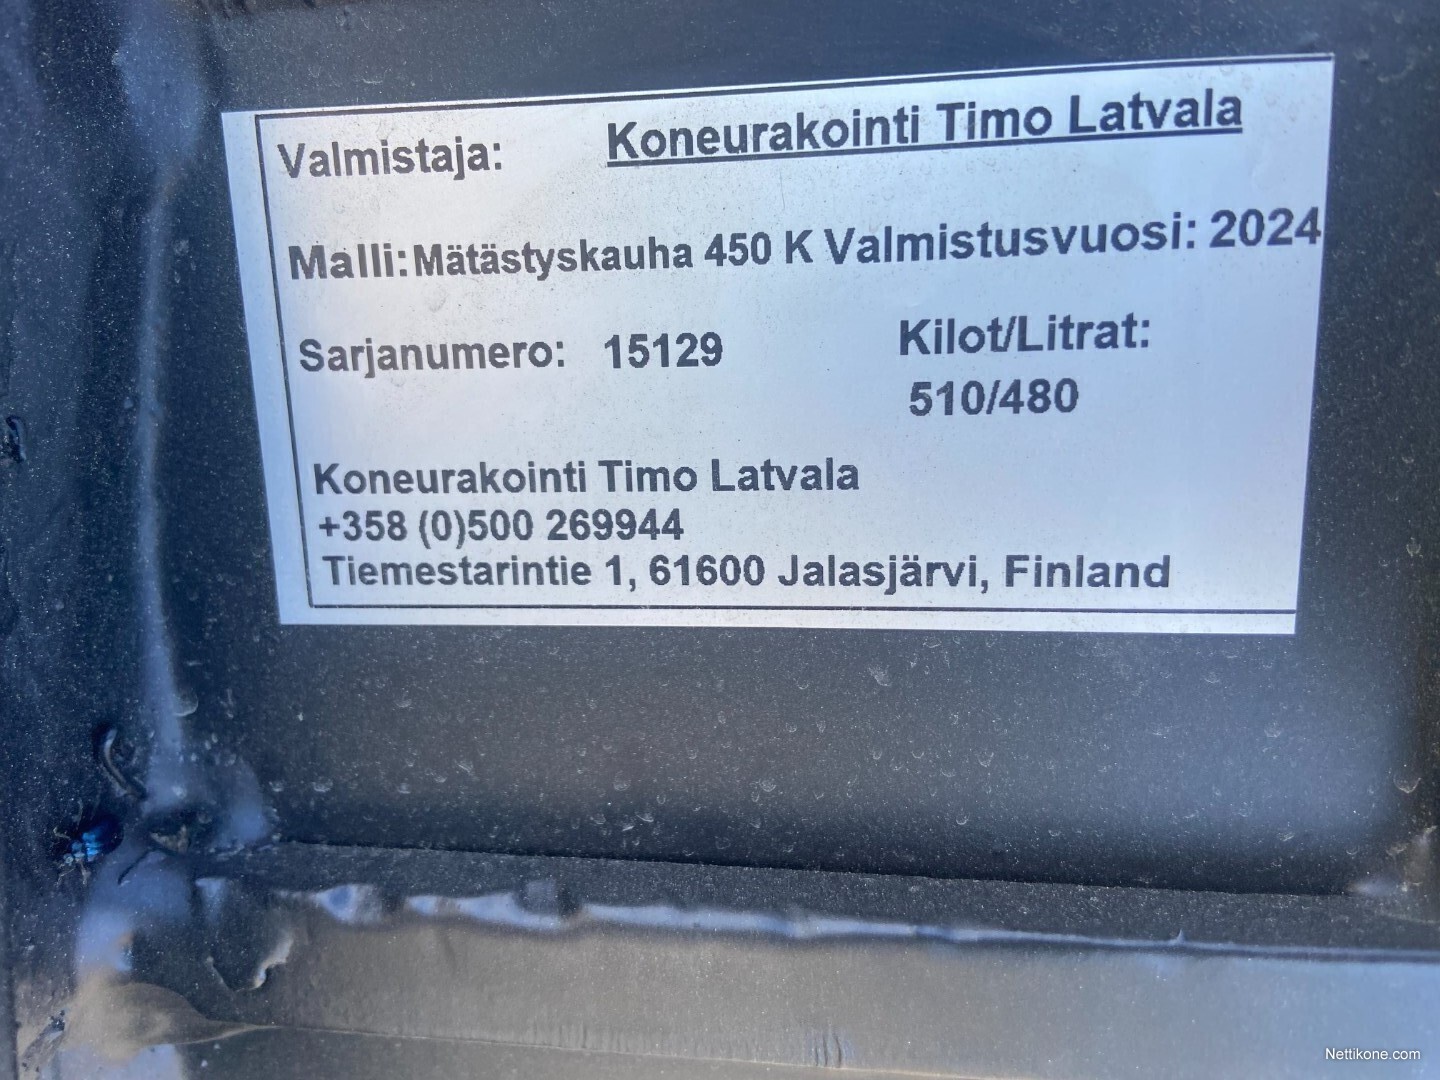 Valmistaja: Koneurakointi Timo Latvala
Malli: Mätästyskauha 450 K Valmistusvuosi: 2024
Sarjanumero: 15129 Kilot/Litrat:
510/480
Koneurakointi Timo Latvala
+358 (0)500 269944
Tiemestarintie 1, 61600 Jalasjärvi, Finland
Nettikone.com